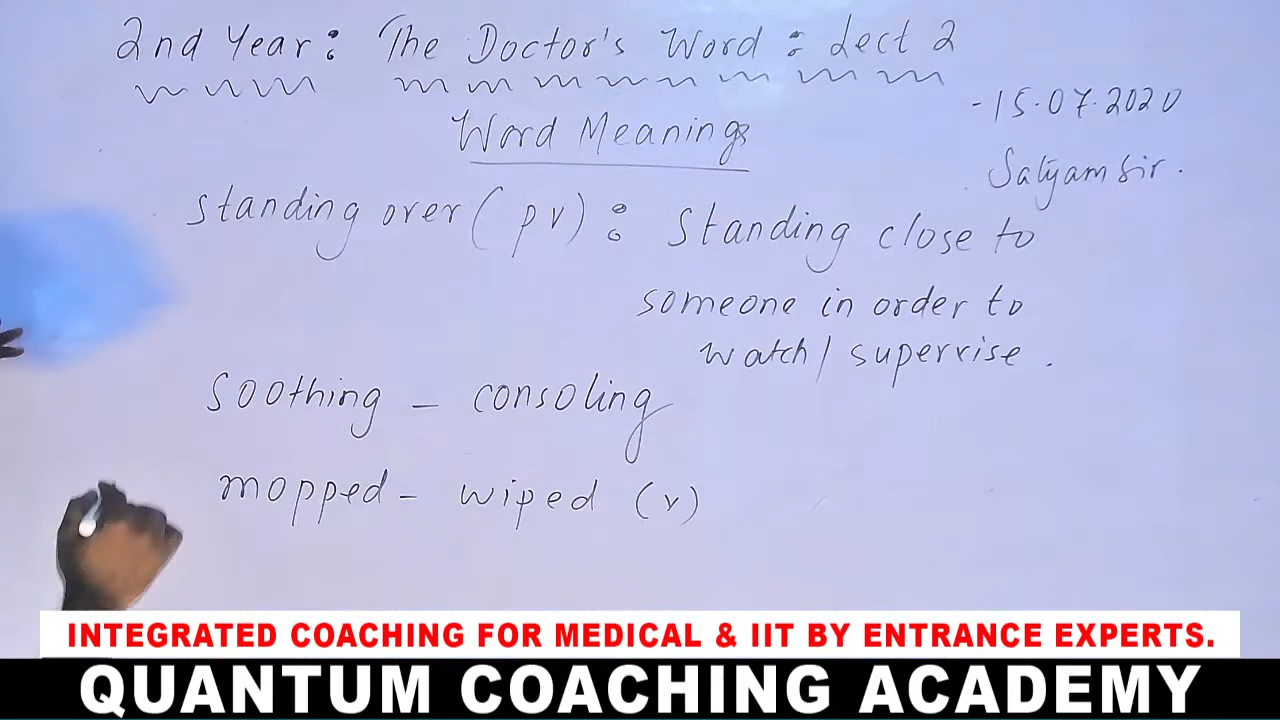 2nd Year: The Doctor's Word: Lect 2
- 15.07.2020
Word Meanings
Satyam Sir.
Standing over (pv): Standing close to
someone in order to
watch/supervise.
Soothing - consoling
mopped - wiped (v)
INTEGRATED COACHING FOR MEDICAL & IIT BY ENTRANCE EXPERTS.
QUANTUM COACHING ACADEMY